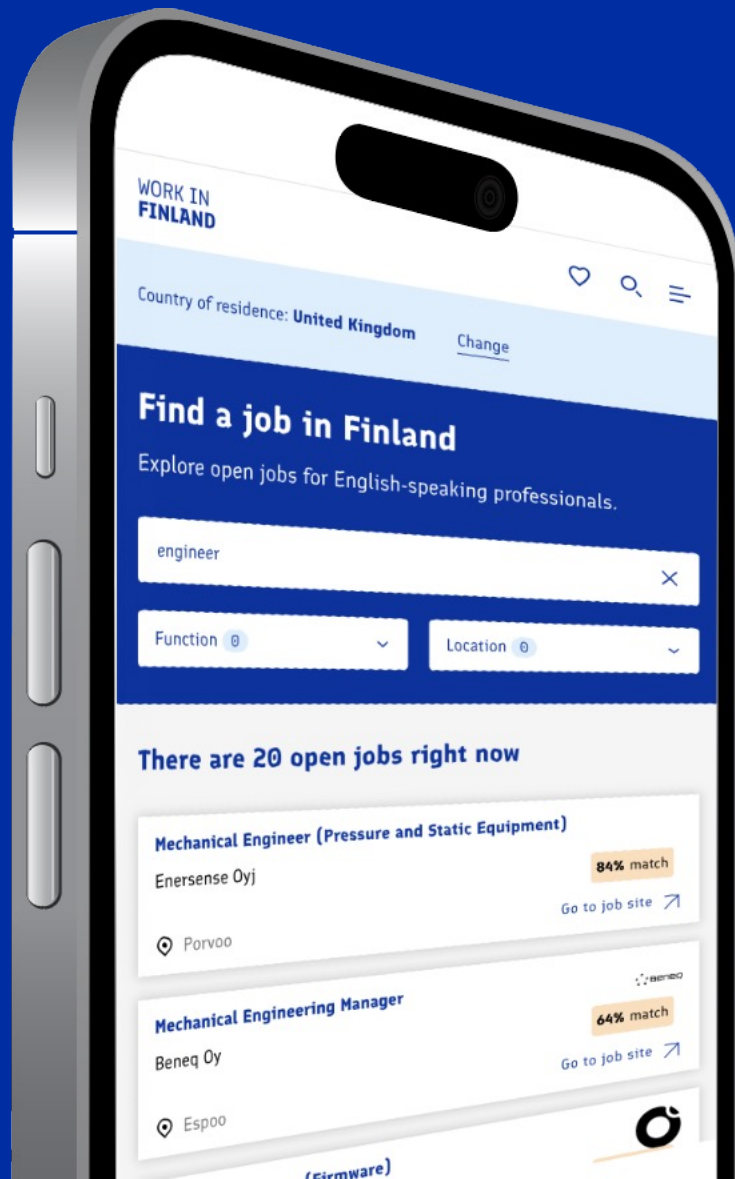 WORK IN
FINLAND
Country of residence: United Kingdom Change
Find a job in Finland
Explore open jobs for English-speaking professionals.
engineer
Function 0
Location 0
There are 20 open jobs right now
Mechanical Engineer (Pressure and Static Equipment)
Enersense Oyj
84% match
Go to job site
Porvoo
BENEQ
Mechanical Engineering Manager
64% match
Beneq Oy
Go to job site
Espoo
(Firmware)